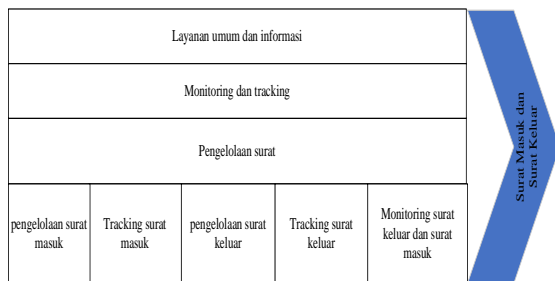 Layanan umum dan informasi
Monitoring dan tracking
Pengelolaan surat
pengelolaan surat
masuk
Tracking surat
masuk
pengelolaan surat
keluar
Tracking surat
keluar
Monitoring surat
keluar dan surat
masuk
Surat Masuk dan
Surat Keluar